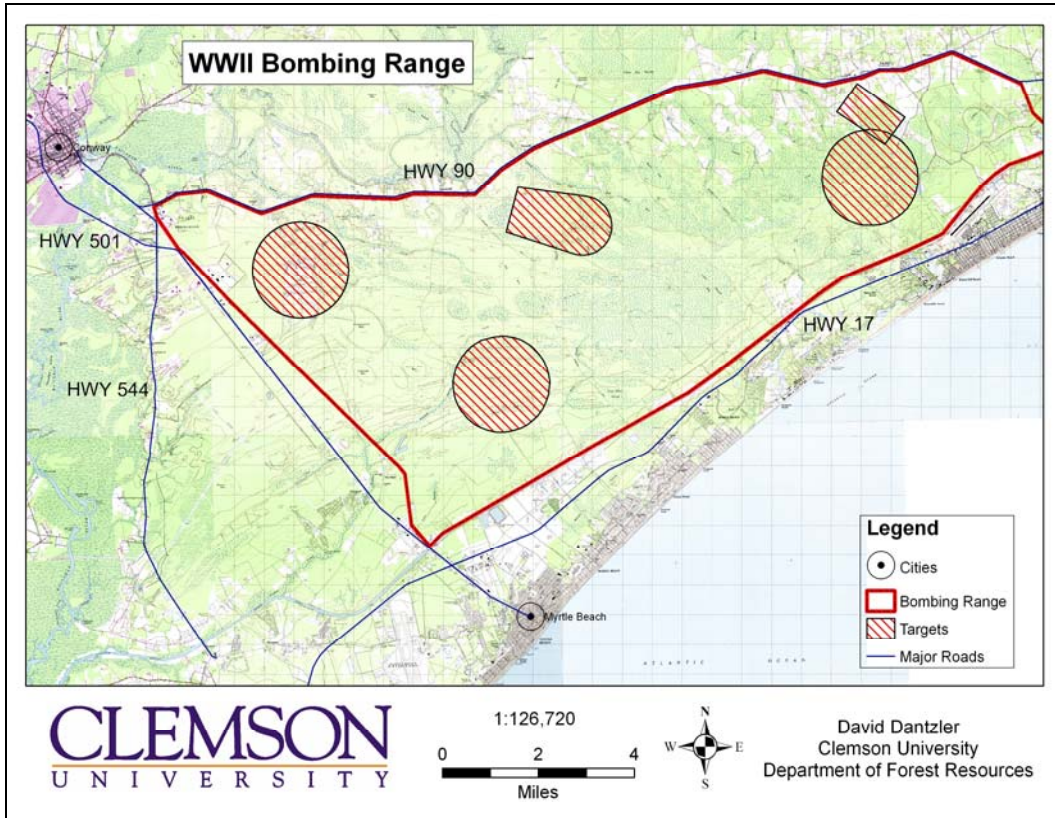 WWII Bombing Range
Conway
HWY 90
HWY 501
HWY 17
HWY 544
Legend
Cities
Bombing Range
Targets
Major Roads
Myrtle Beach
ATLANTIC OCEAN
CLEMSON
UNIVERSITY
1:126,720
0 2 4
Miles
N
W E
S
David Dantzler
Clemson University
Department of Forest Resources